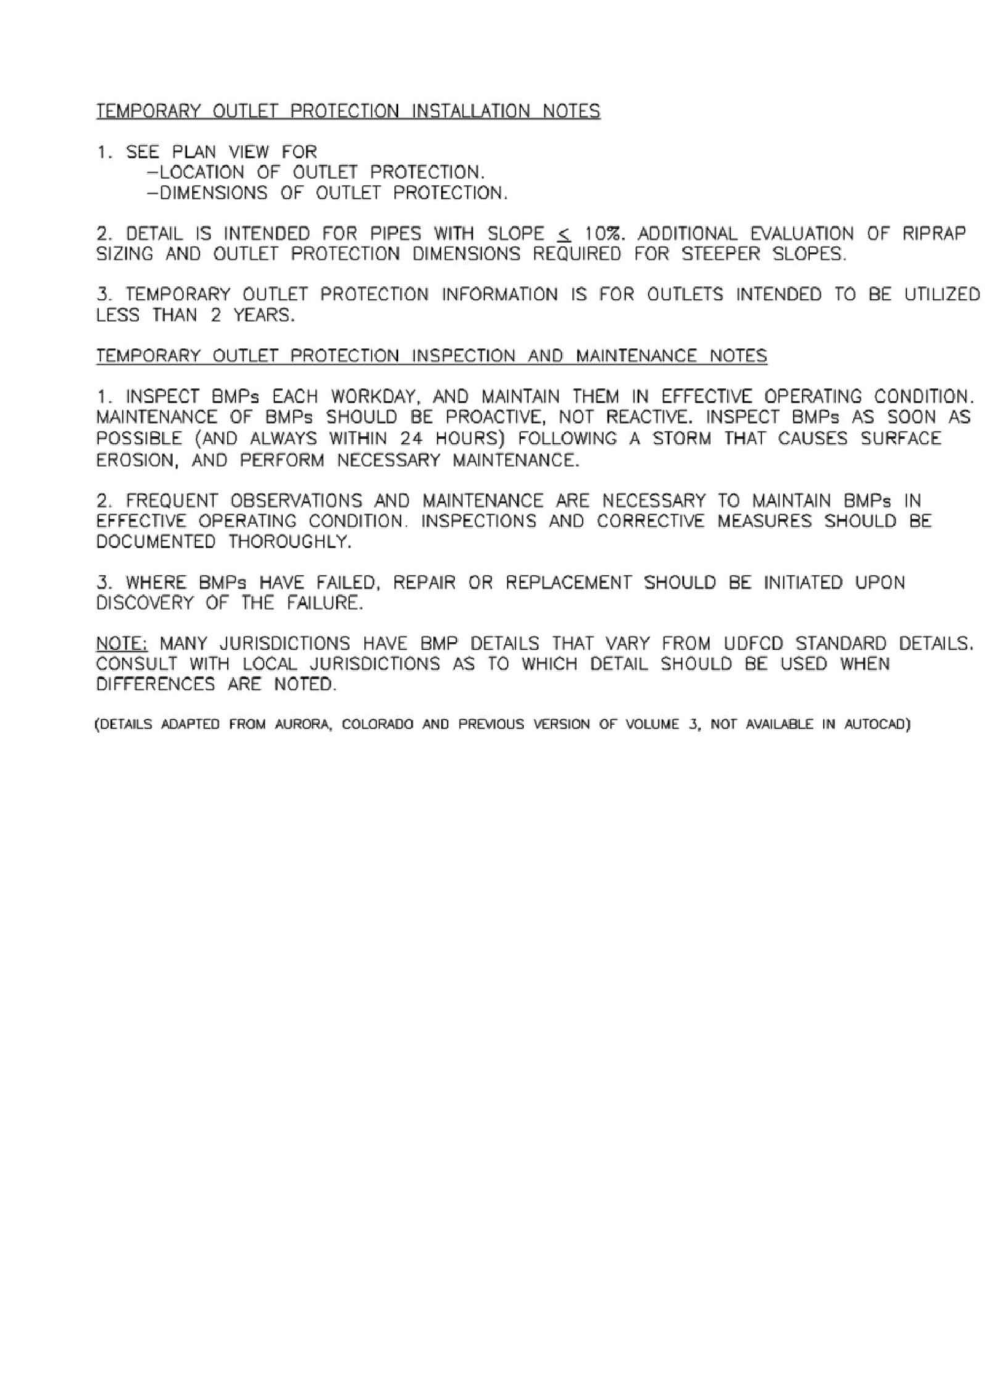 TEMPORARY OUTLET PROTECTION INSTALLATION NOTES
1. SEE PLAN VIEW FOR
–LOCATION OF OUTLET PROTECTION.
–DIMENSIONS OF OUTLET PROTECTION.
2. DETAIL IS INTENDED FOR PIPES WITH SLOPE ≤ 10%. ADDITIONAL EVALUATION OF RIPRAP
SIZING AND OUTLET PROTECTION DIMENSIONS REQUIRED FOR STEEPER SLOPES.
3. TEMPORARY OUTLET PROTECTION INFORMATION IS FOR OUTLETS INTENDED TO BE UTILIZED
LESS THAN 2 YEARS.
TEMPORARY OUTLET PROTECTION INSPECTION AND MAINTENANCE NOTES
1. INSPECT BMPs EACH WORKDAY, AND MAINTAIN THEM IN EFFECTIVE OPERATING CONDITION.
MAINTENANCE OF BMPs SHOULD BE PROACTIVE, NOT REACTIVE. INSPECT BMPs AS SOON AS
POSSIBLE (AND ALWAYS WITHIN 24 HOURS) FOLLOWING A STORM THAT CAUSES SURFACE
EROSION, AND PERFORM NECESSARY MAINTENANCE.
2. FREQUENT OBSERVATIONS AND MAINTENANCE ARE NECESSARY TO MAINTAIN BMPs IN
EFFECTIVE OPERATING CONDITION. INSPECTIONS AND CORRECTIVE MEASURES SHOULD BE
DOCUMENTED THOROUGHLY.
3. WHERE BMPs HAVE FAILED, REPAIR OR REPLACEMENT SHOULD BE INITIATED UPON
DISCOVERY OF THE FAILURE.
NOTE: MANY JURISDICTIONS HAVE BMP DETAILS THAT VARY FROM UDFCD STANDARD DETAILS.
CONSULT WITH LOCAL JURISDICTIONS AS TO WHICH DETAIL SHOULD BE USED WHEN
DIFFERENCES ARE NOTED.
(DETAILS ADAPTED FROM AURORA, COLORADO AND PREVIOUS VERSION OF VOLUME 3, NOT AVAILABLE IN AUTOCAD)